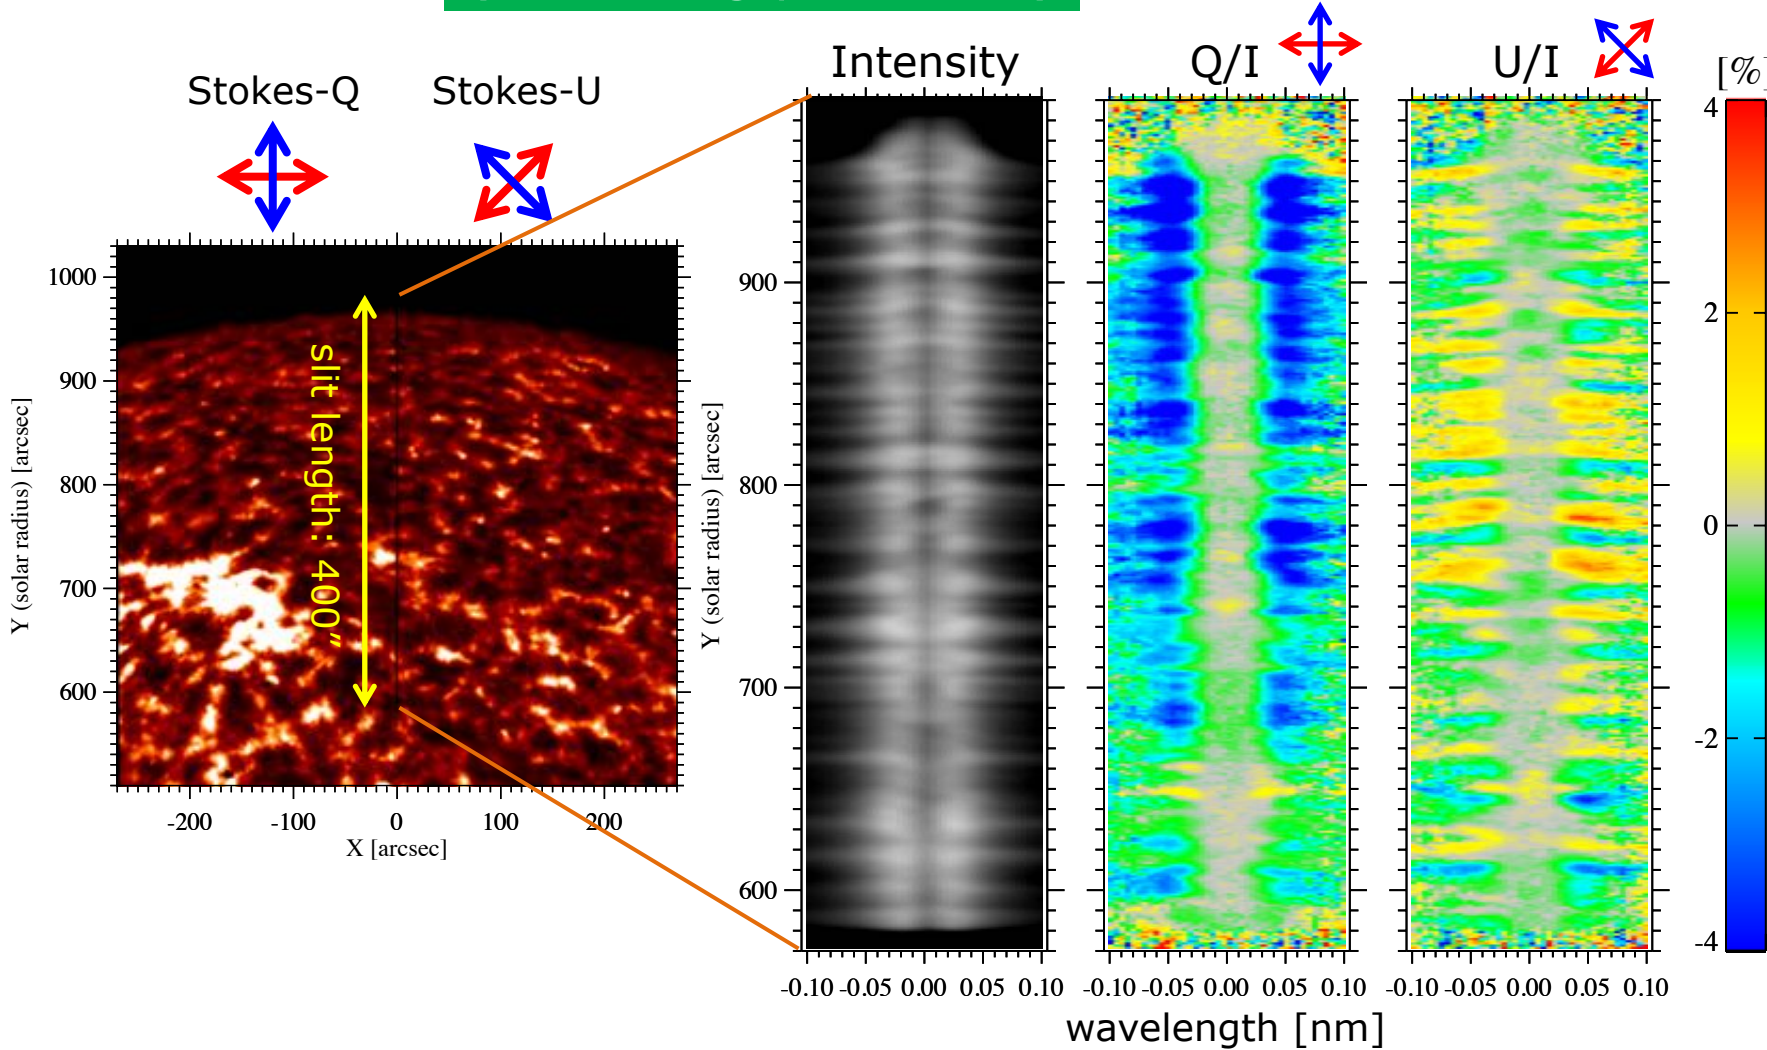 Stokes-Q
Stokes-U
Y (solar radius) [arcsec]
1000
900
800
700
600
slit length: 400"
-200
-100
0
100
200
X [arcsec]
Intensity
Q/I
U/I
[%]
Y (solar radius) [arcsec]
900
800
700
600
-0.10 -0.05 0.00 0.05 0.10
-0.10 -0.05 0.00 0.05 0.10
-0.10 -0.05 0.00 0.05 0.10
wavelength [nm]
4
2
0
-2
-4